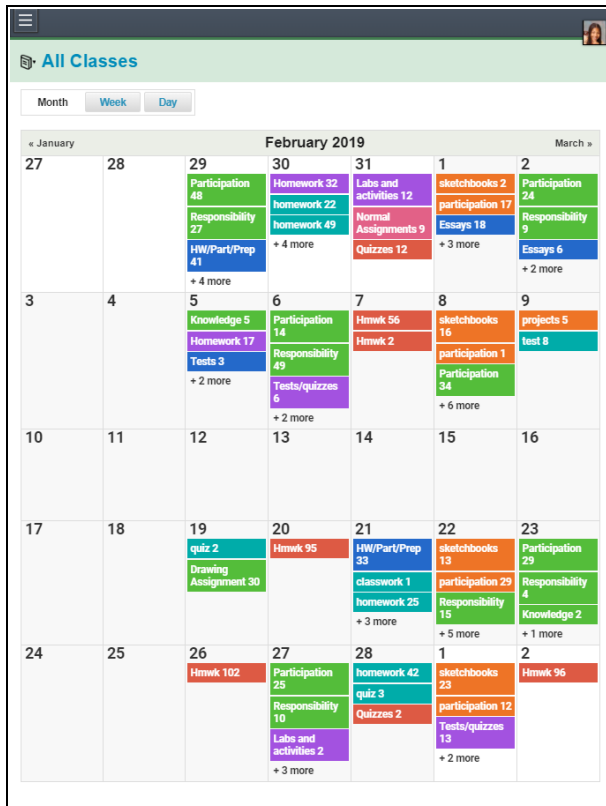 All Classes
Month Week Day
« January February 2019 March »
27 28 29 30 31 1 2
Participation 48
Responsibility 27
HW/Part/Prep 41
+ 4 more
Homework 32
homework 22
homework 49
+ 4 more
Labs and activities 12
Normal Assignments 9
Quizzes 12
sketchbooks 2
participation 17
Essays 18
+ 3 more
Participation 24
Responsibility 9
Essays 6
+ 2 more
3 4 5 6 7 8 9
Knowledge 5
Homework 17
Tests 3
+ 2 more
Participation 14
Responsibility 49
Tests/quizzes 6
+ 2 more
Hmwk 56
Hmwk 2
sketchbooks 16
participation 1
Participation 34
+ 6 more
projects 5
test 8
10 11 12 13 14 15 16
17 18 19 20 21 22 23
quiz 2
Drawing Assignment 30
Hmwk 95
HW/Part/Prep 33
classwork 1
homework 25
+ 3 more
sketchbooks 13
participation 29
Responsibility 15
+ 5 more
Participation 29
Responsibility 4
Knowledge 2
+ 1 more
24 25 26 27 28 1 2
Hmwk 102
Participation 25
Responsibility 10
Labs and activities 2
+ 3 more
homework 42
quiz 3
Quizzes 2
sketchbooks 23
participation 12
Tests/quizzes 13
+ 2 more
Hmwk 96